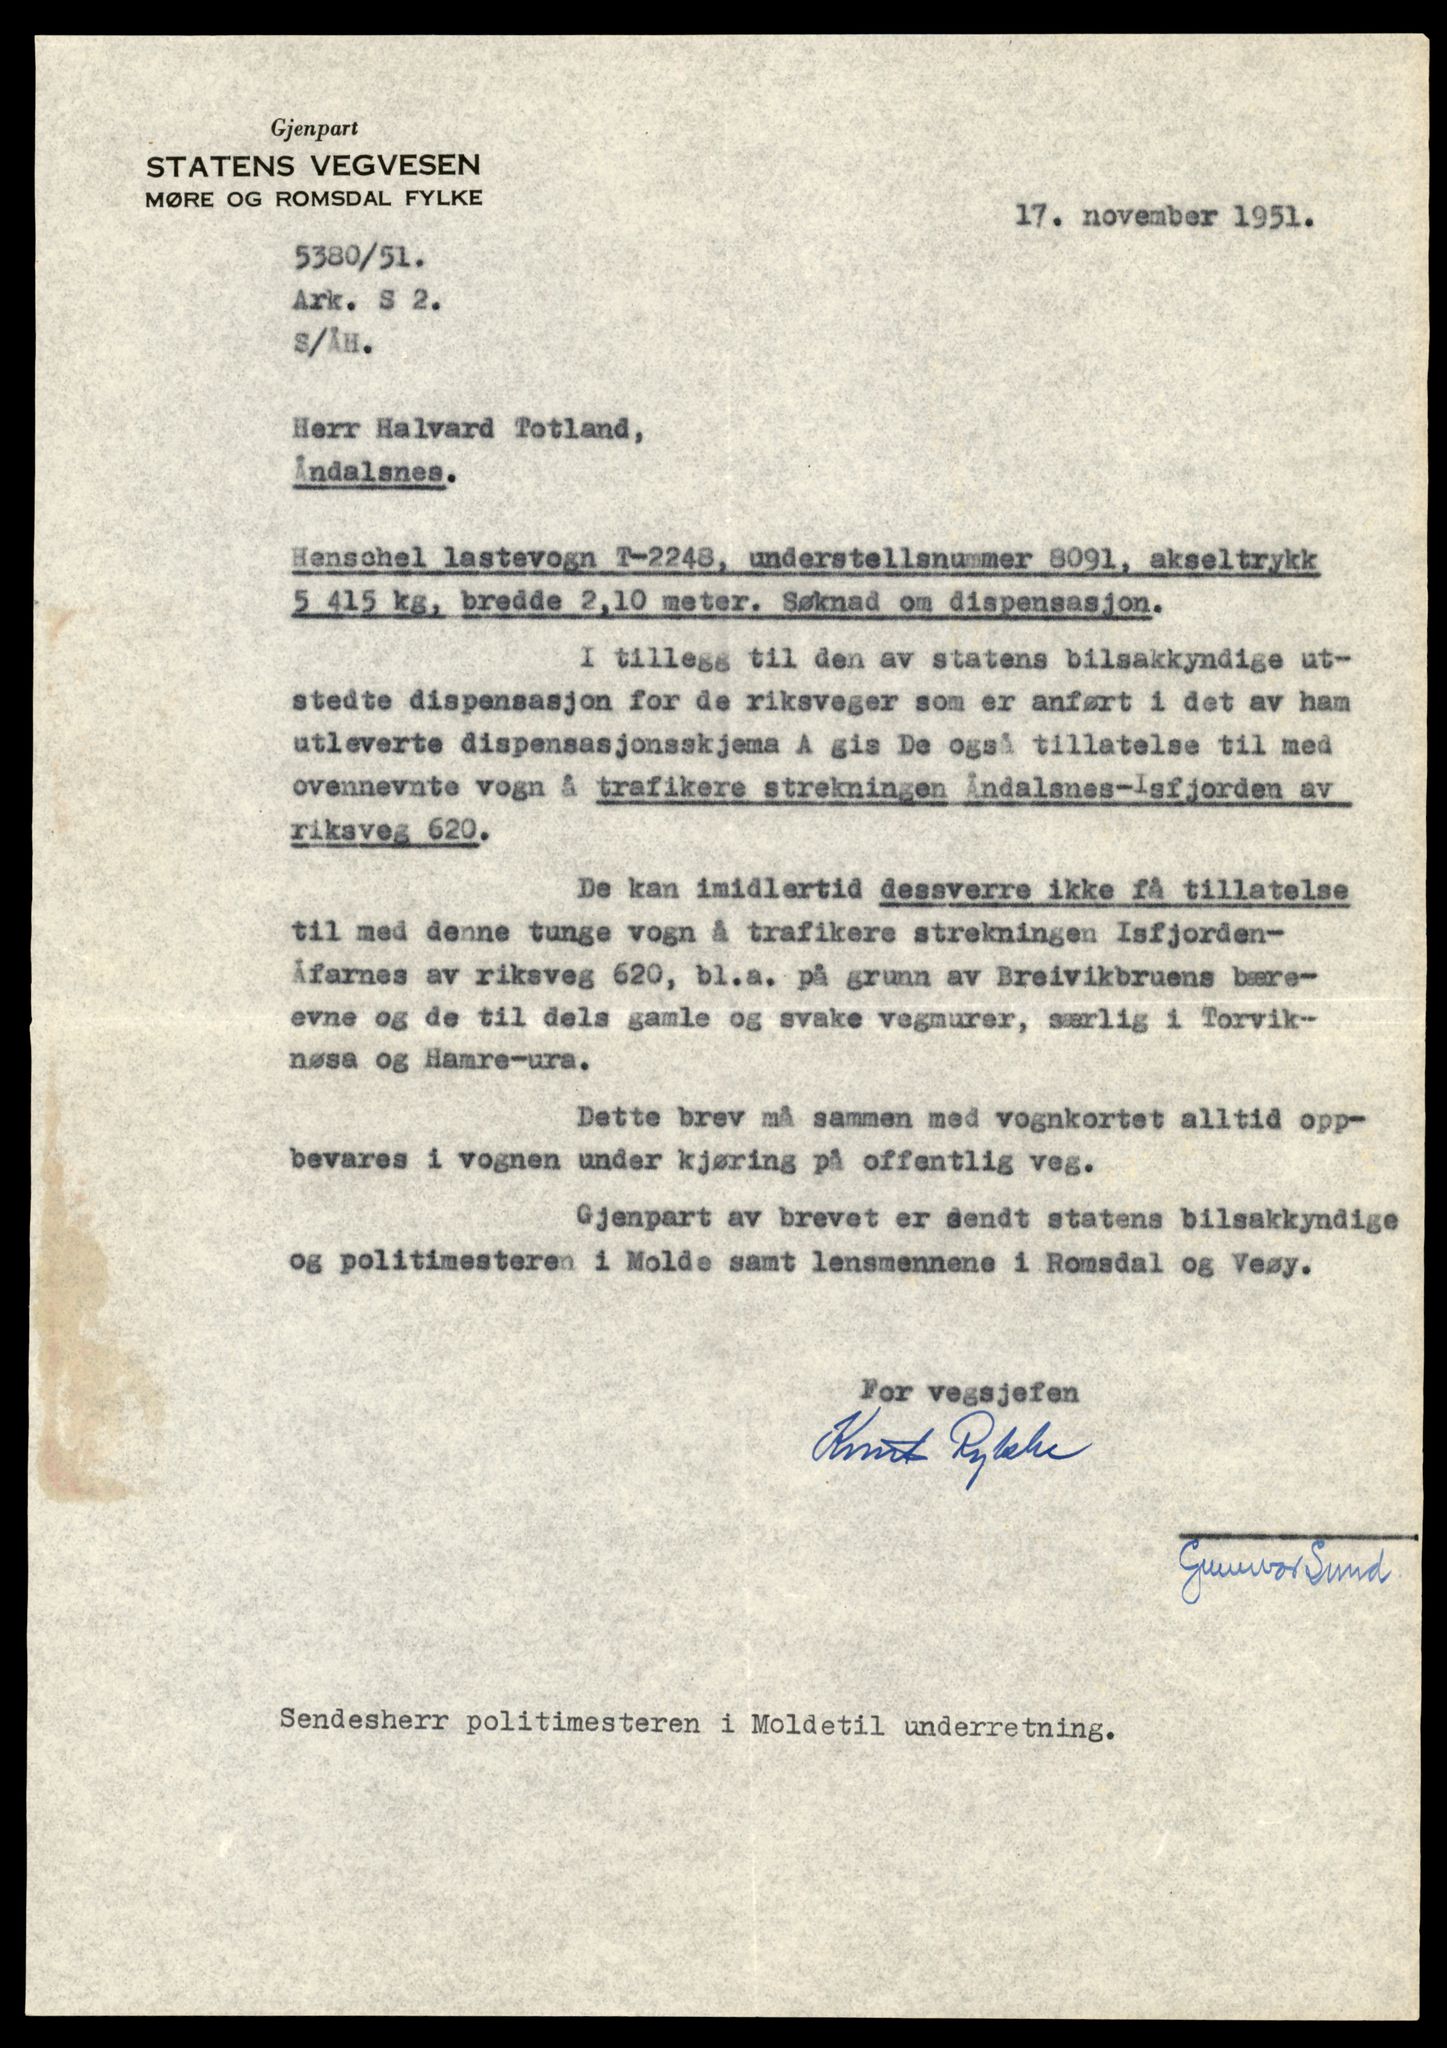 Gjenpart
STATENS VEGVESEN
MØRE OG ROMSDAL FYLKE
17. november 1951.
5380/51.
Ark. S 2.
S/ÅH.
Herr Halvard Totland,
Åndalsnes.
Henschel lastevogn T-2248, understellsnummer 8091, akseltrykk
5 415 kg, bredde 2,10 meter. Søknad om dispensasjon.
I tillegg til den av statens bilsakkyndige ut-
stedte dispensasjon for de riksveger som er anført i det av ham
utleverte dispensasjonsskjema A gis De også tillatelse til med
ovennevnte vogn å trafikere strekningen Åndalsnes-Isfjorden av
riksveg 620.
De kan imidlertid dessverre ikke få tillatelse
til med denne tunge vogn å trafikere strekningen Isfjorden-
Åfarnes av riksveg 620, bl.a. på grunn av Breivikbruens bære-
evne og de til dels gamle og svake vegmurer, særlig i Torvik-
nøsa og Hamre-ura.
Dette brev må sammen med vognkortet alltid opp-
bevares i vognen under kjøring på offentlig veg.
Gjenpart av brevet er sendt statens bilsakkyndige
og politimesteren i Molde samt lensmennene i Romsdal og Veøy.
For vegsjefen
Knut Rykke
Gunnvor Sund
Sendesherr politimesteren i Moldetil underretning.